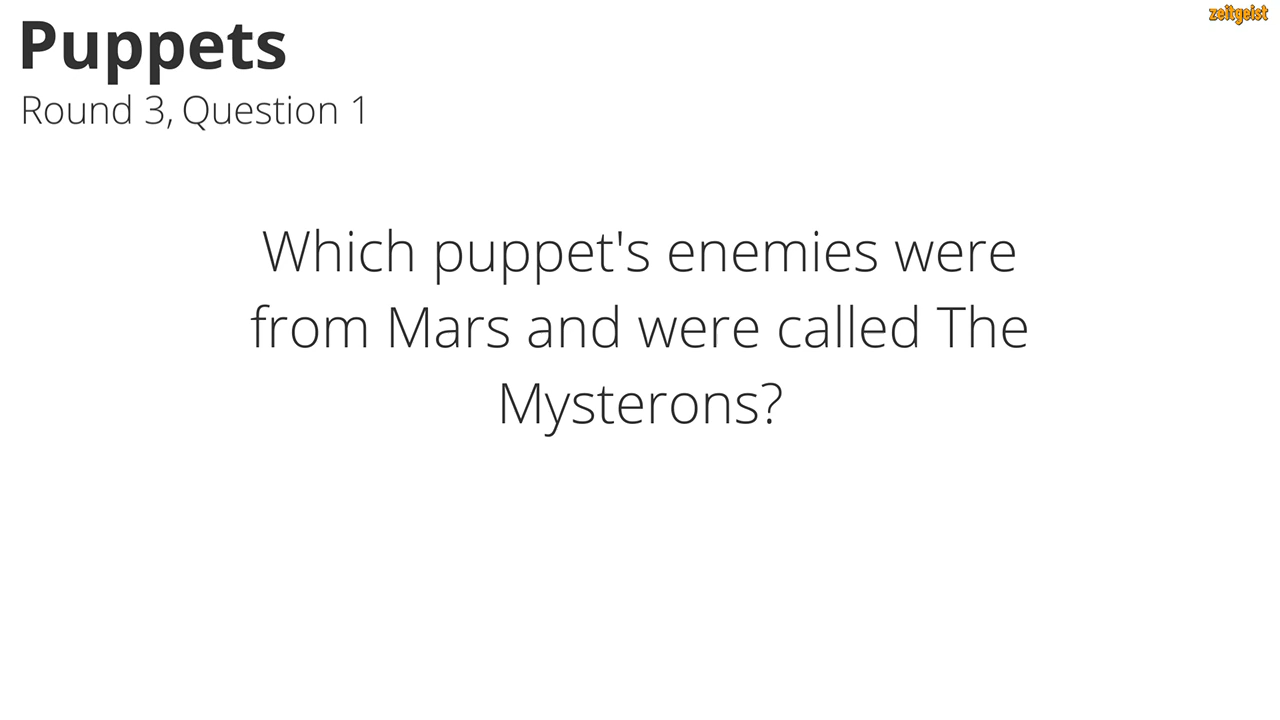 Puppets
zeitgeist
Round 3, Question 1
Which puppet's enemies were
from Mars and were called The
Mysterons?